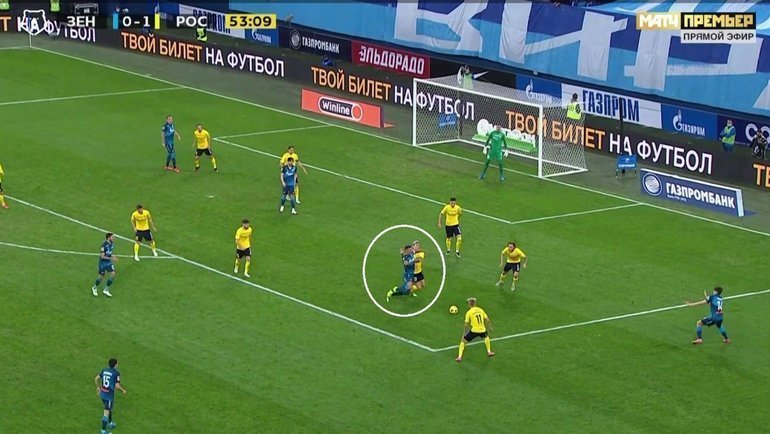 ЗЕН 0-1 РОС 53:09
МАТЧ ПРЕМЬЕР
ПРЯМОЙ ЭФИР
ТВОЙ БИЛЕТ НА ФУТБОЛ
ГАЗПРОМБАНК
ЭЛЬДОРАДО
ТВОЙ БИЛЕТ НА ФУТБОЛ
Winline
ГАЗПРОМ
ТВОЙ БИЛЕТ НА ФУТБОЛ
ГАЗПРОМБАНК
11
15